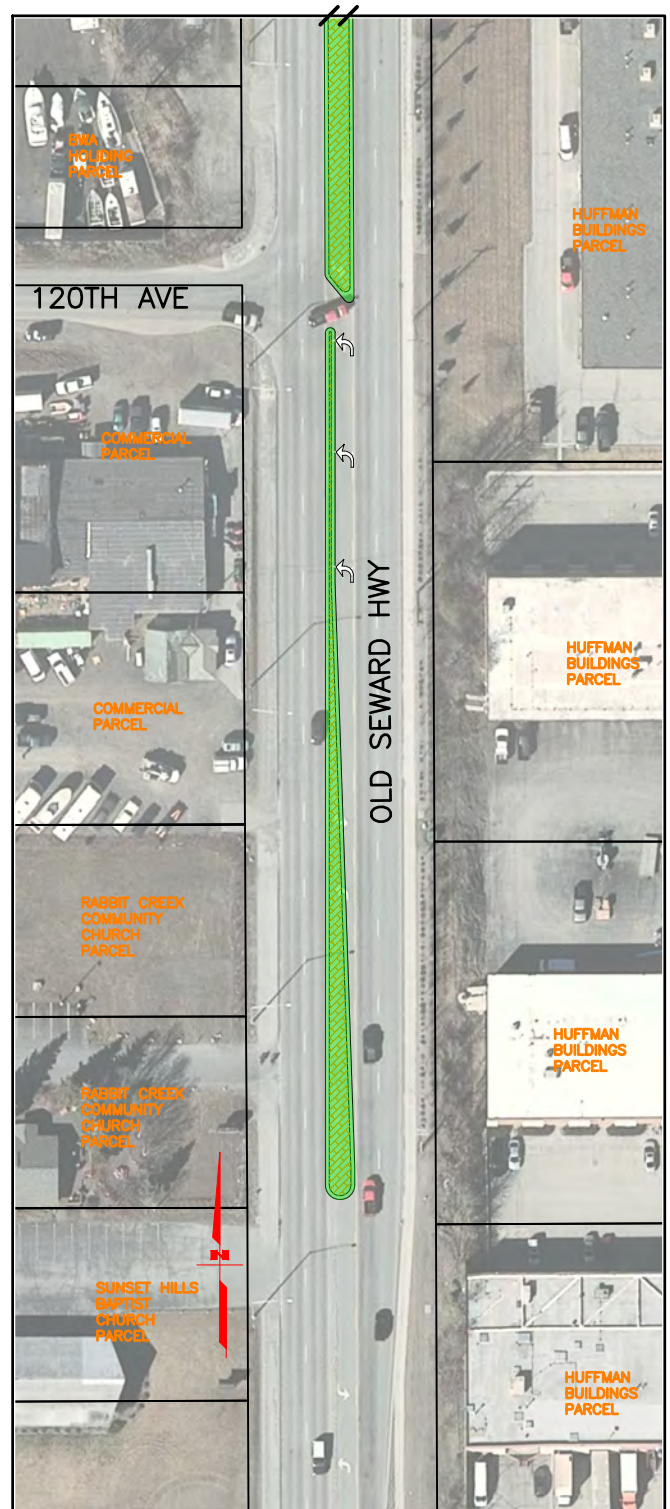 BWA
HOLIDING
PARCEL
HUFFMAN
BUILDINGS
PARCEL
120TH AVE
COMMERCIAL
PARCEL
OLD SEWARD HWY
HUFFMAN
BUILDINGS
PARCEL
COMMERCIAL
PARCEL
RABBIT CREEK
COMMUNITY
CHURCH
PARCEL
HUFFMAN
BUILDINGS
PARCEL
RABBIT CREEK
COMMUNITY
CHURCH
PARCEL
N
SUNSET HILLS
BAPTIST
CHURCH
PARCEL
HUFFMAN
BUILDINGS
PARCEL